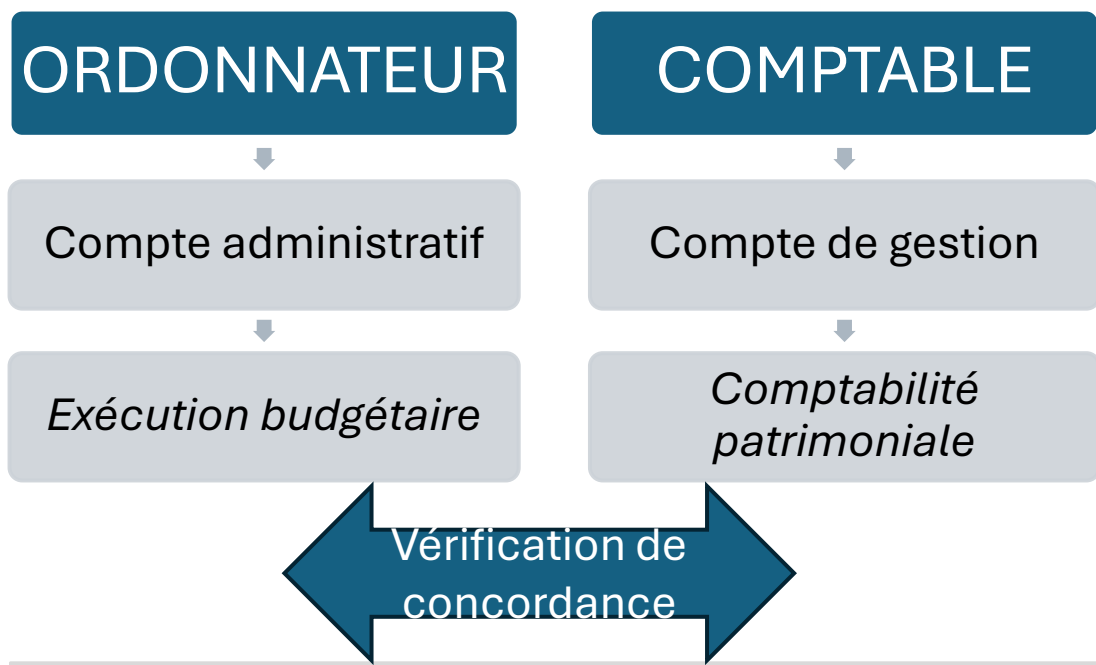 ORDONNATEUR
Compte administratif
Exécution budgétaire
COMPTABLE
Compte de gestion
Comptabilité
patrimoniale
Vérification de
concordance